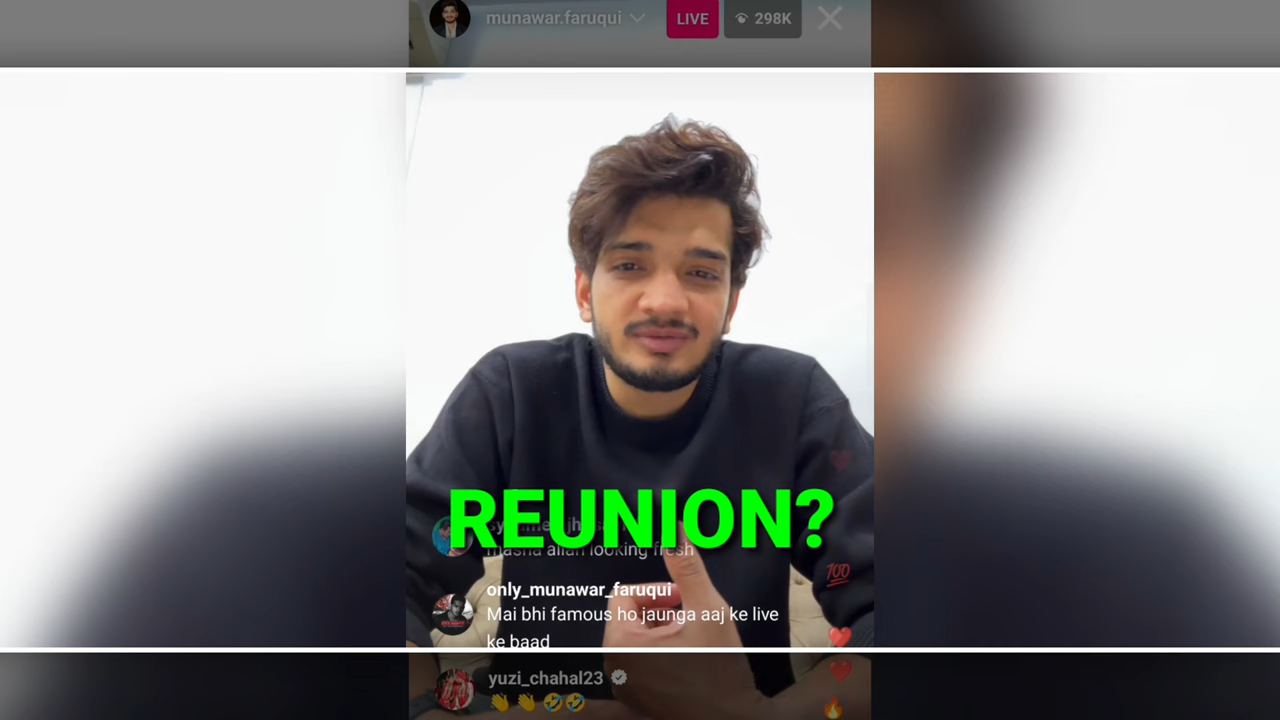 munawar.faruqui
LIVE
298K
REUNION?
masha allah looking fresh
only_munawar_faruqui
Mai bhi famous ho jaunga aaj ke live
ke baad
yuzi_chahal23
👏 👏 🤣 🤣
💯